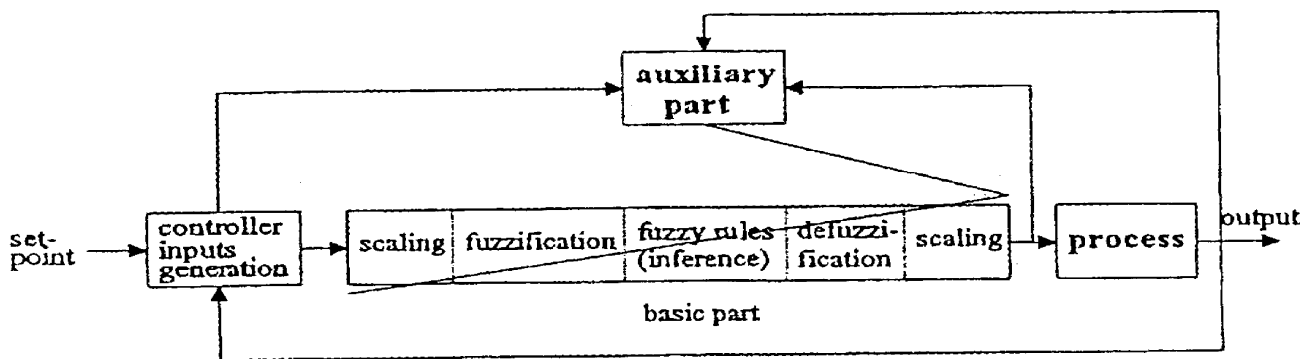 auxiliary
part
set-
point
controller
inputs
generation
scaling
fuzzification
fuzzy rules
(inference)
defuzzi-
fication
scaling
process
output
basic part